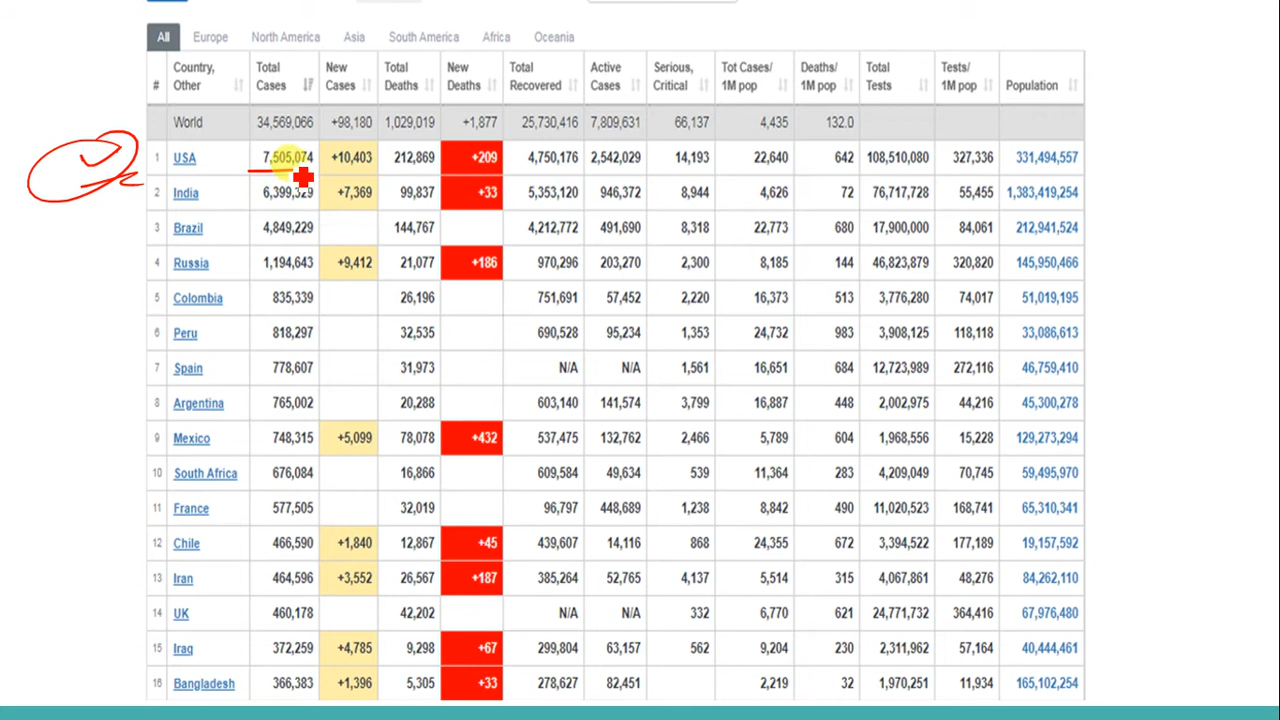 All Europe North America Asia South America Africa Oceania
# Country, Other Total Cases New Cases Total Deaths New Deaths Total Recovered Active Cases Serious, Critical Tot Cases/ 1M pop Deaths/ 1M pop Total Tests Tests/ 1M pop Population
World 34,569,066 +98,180 1,029,019 +1,877 25,730,416 7,809,631 66,137 4,435 132.0
1 USA 7,505,074 +10,403 212,869 +209 4,750,176 2,542,029 14,193 22,640 642 108,510,080 327,336 331,494,557
2 India 6,399,329 +7,369 99,837 +33 5,353,120 946,372 8,944 4,626 72 76,717,728 55,455 1,383,419,254
3 Brazil 4,849,229 144,767 4,212,772 491,690 8,318 22,773 680 17,900,000 84,061 212,941,524
4 Russia 1,194,643 +9,412 21,077 +186 970,296 203,270 2,300 8,185 144 46,823,879 320,820 145,950,466
5 Colombia 835,339 26,196 751,691 57,452 2,220 16,373 513 3,776,280 74,017 51,019,195
6 Peru 818,297 32,535 690,528 95,234 1,353 24,732 983 3,908,125 118,118 33,086,613
7 Spain 778,607 31,973 N/A N/A 1,561 16,651 684 12,723,989 272,116 46,759,410
8 Argentina 765,002 20,288 603,140 141,574 3,799 16,887 448 2,002,975 44,216 45,300,278
9 Mexico 748,315 +5,099 78,078 +432 537,475 132,762 2,466 5,789 604 1,968,556 15,228 129,273,294
10 South Africa 676,084 16,866 609,584 49,634 539 11,364 283 4,209,049 70,745 59,495,970
11 France 577,505 32,019 96,797 448,689 1,238 8,842 490 11,020,523 168,741 65,310,341
12 Chile 466,590 +1,840 12,867 +45 439,607 14,116 868 24,355 672 3,394,522 177,189 19,157,592
13 Iran 464,596 +3,552 26,567 +187 385,264 52,765 4,137 5,514 315 4,067,861 48,276 84,262,110
14 UK 460,178 42,202 N/A N/A 332 6,770 621 24,771,732 364,416 67,976,480
15 Iraq 372,259 +4,785 9,298 +67 299,804 63,157 562 9,204 230 2,311,962 57,164 40,444,461
16 Bangladesh 366,383 +1,396 5,305 +33 278,627 82,451 2,219 32 1,970,251 11,934 165,102,254